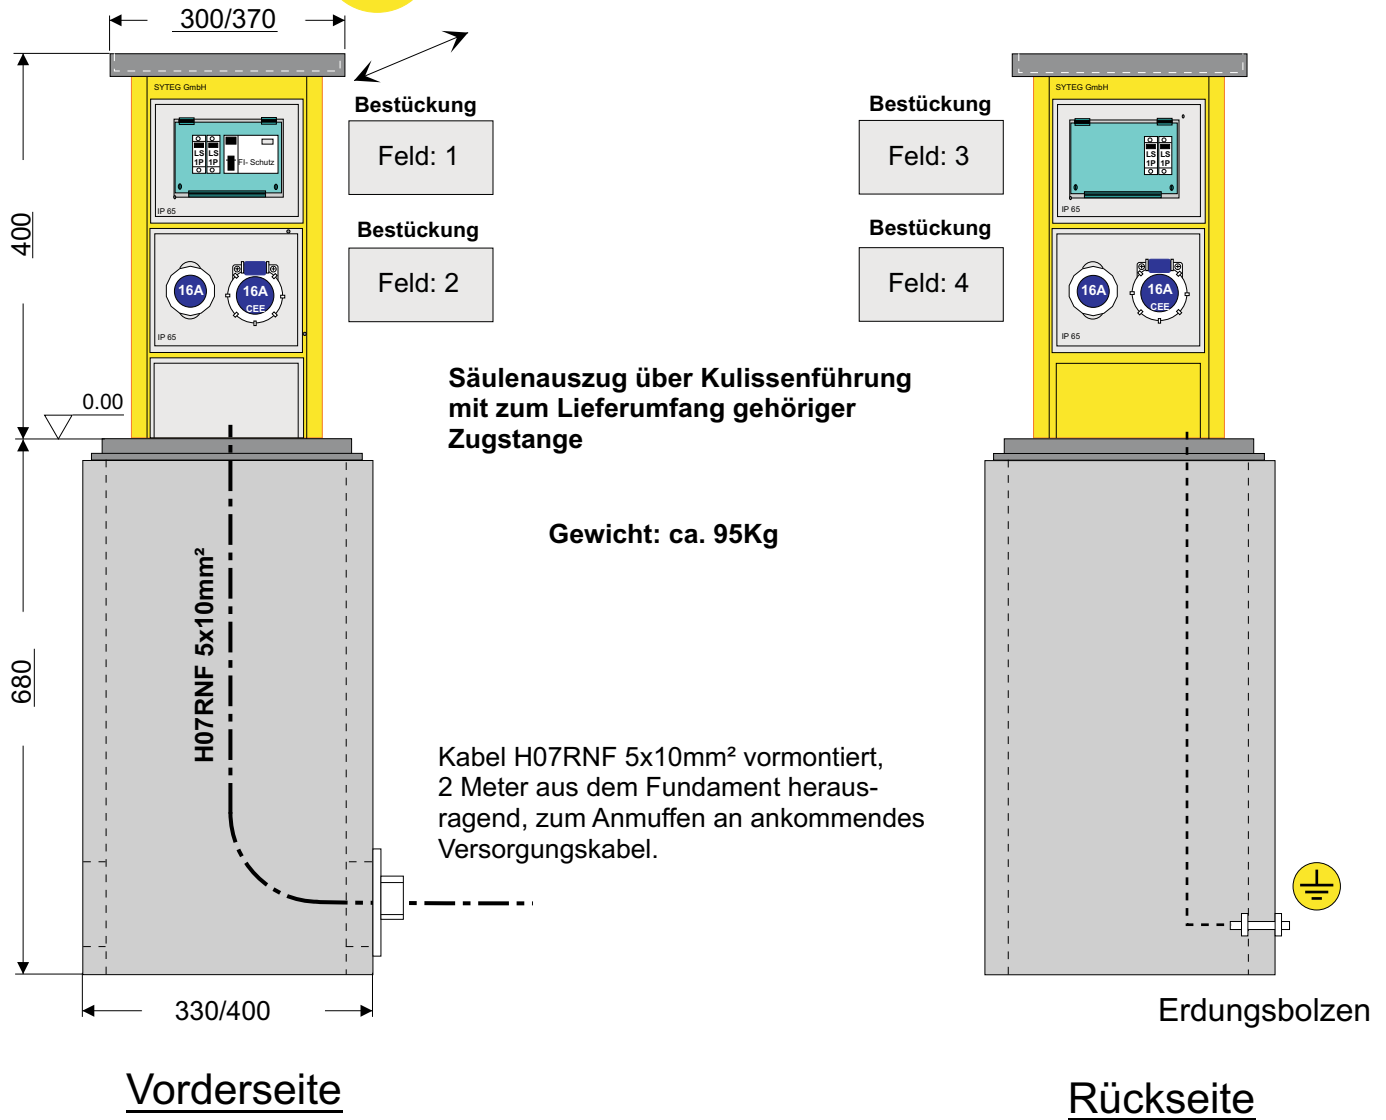 300/370
SYTEG GmbH
LS
1P
LS
1P
FI- Schutz
IP 65
16A
16A
CEE
IP 65
400
0.00
680
H07RNF 5x10mm²
330/400
Vorderseite
Bestückung
Feld: 1
Bestückung
Feld: 2
Säulenauszug über Kulissenführung
mit zum Lieferumfang gehöriger
Zugstange
Gewicht: ca. 95Kg
Kabel H07RNF 5x10mm² vormontiert,
2 Meter aus dem Fundament heraus-
ragend, zum Anmuffen an ankommendes
Versorgungskabel.
Bestückung
Feld: 3
Bestückung
Feld: 4
SYTEG GmbH
LS
1P
LS
1P
IP 65
16A
16A
CEE
IP 65
Erdungsbolzen
Rückseite